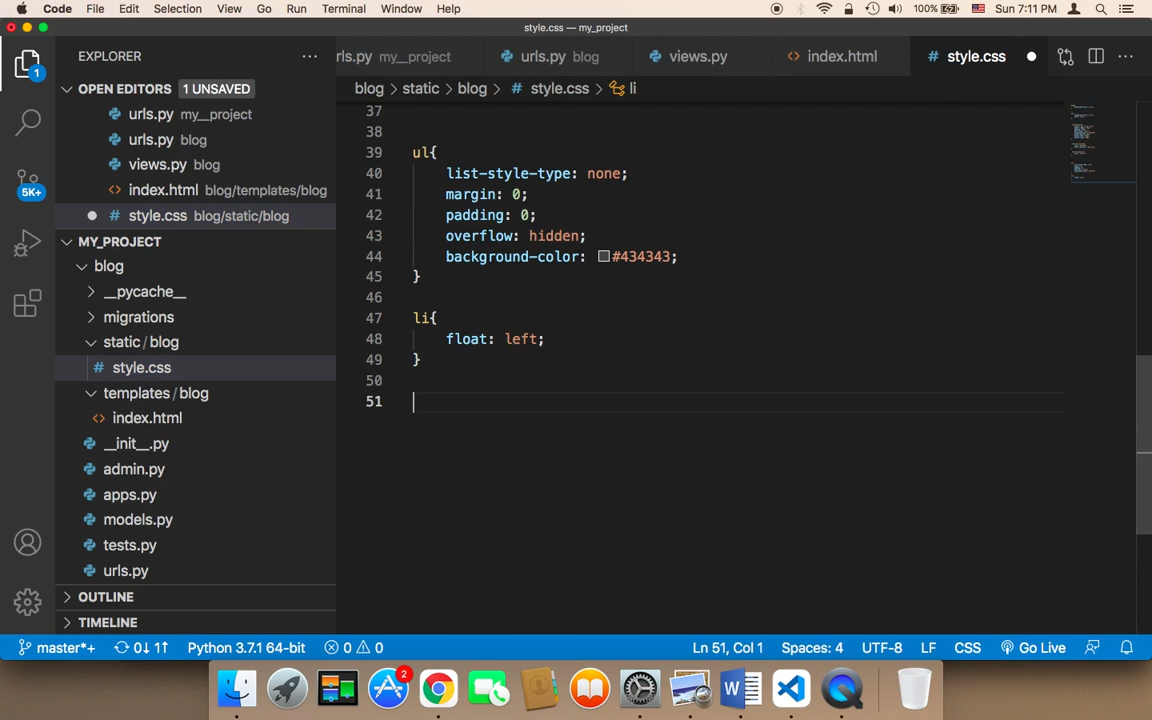 Code File Edit Selection View Go Run Terminal Window Help 100% Sun 7:11 PM
style.css — my_project
EXPLORER
rls.py my__project
urls.py blog
views.py
index.html
style.css
1
OPEN EDITORS 1 UNSAVED
blog > static > blog > # style.css > li
urls.py my__project
urls.py blog
views.py blog
index.html blog/templates/blog
# style.css blog/static/blog
5K+
MY_PROJECT
blog
__pycache__
migrations
static / blog
# style.css
templates / blog
index.html
__init__.py
admin.py
apps.py
models.py
tests.py
urls.py
OUTLINE
TIMELINE
37
38
39 ul{
40 list-style-type: none;
41 margin: 0;
42 padding: 0;
43 overflow: hidden;
44 background-color: #434343;
45 }
46
47 li{
48 float: left;
49 }
50
51
master*+ 0↓ 1↑ Python 3.7.1 64-bit 0 0 Ln 51, Col 1 Spaces: 4 UTF-8 LF CSS Go Live
2
W